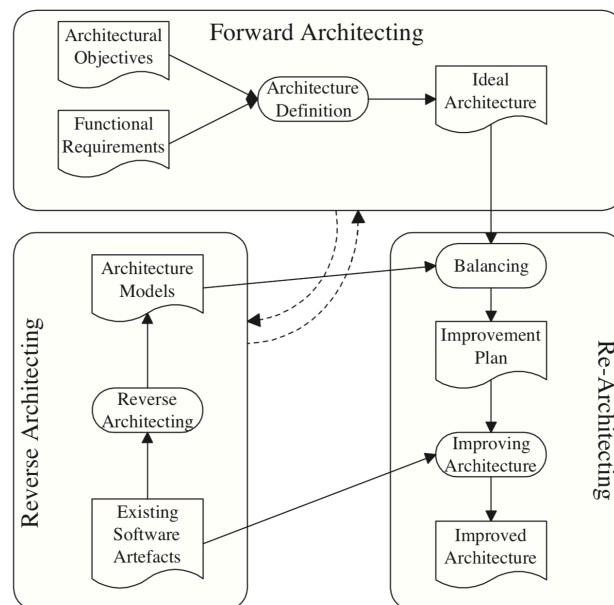 Forward Architecting
Architectural
Objectives
Functional
Requirements
Architecture
Definition
Ideal
Architecture
Reverse Architecting
Architecture
Models
Reverse
Architecting
Existing
Software
Artefacts
Re-Architecting
Balancing
Improvement
Plan
Improving
Architecture
Improved
Architecture